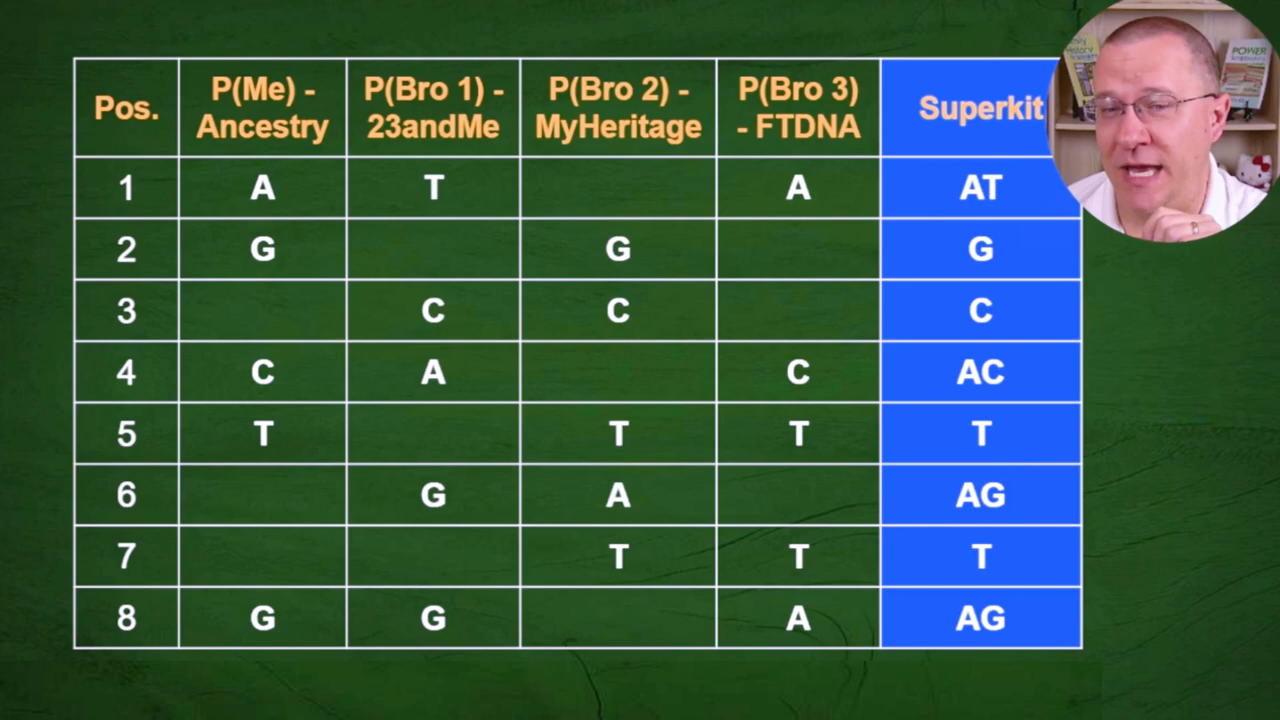 Pos. P(Me) - Ancestry P(Bro 1) - 23andMe P(Bro 2) - MyHeritage P(Bro 3) - FTDNA Superkit
1 A T A AT
2 G G G
3 C C C
4 C A C AC
5 T T T T
6 G A AG
7 T T T
8 G G A AG
POWER